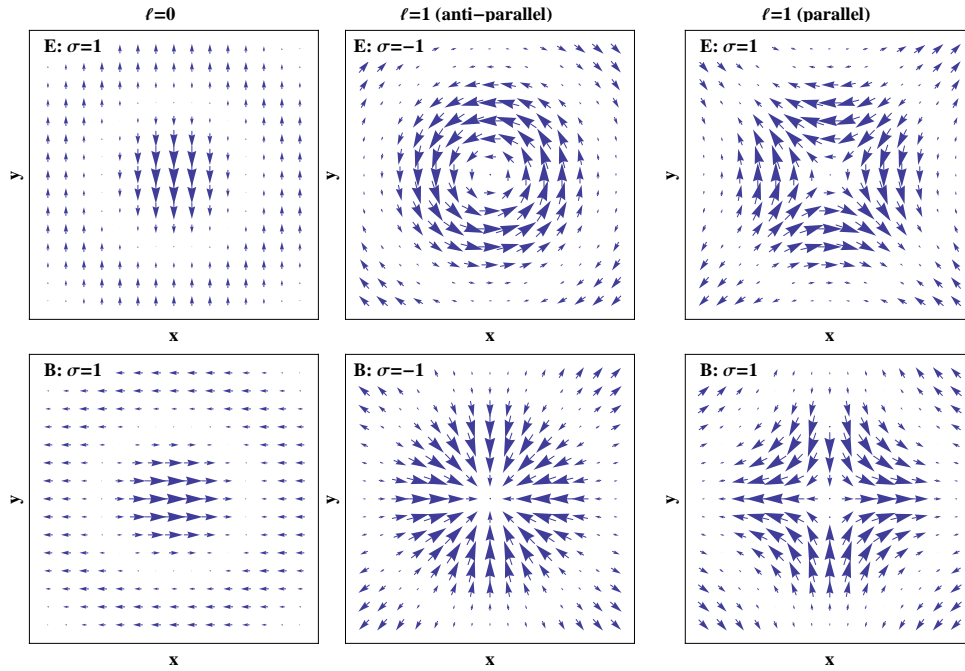 ℓ=0
ℓ=1 (anti−parallel)
ℓ=1 (parallel)
E: σ=1
E: σ=−1
E: σ=1
y
y
y
x
x
x
B: σ=1
B: σ=−1
B: σ=1
y
y
y
x
x
x